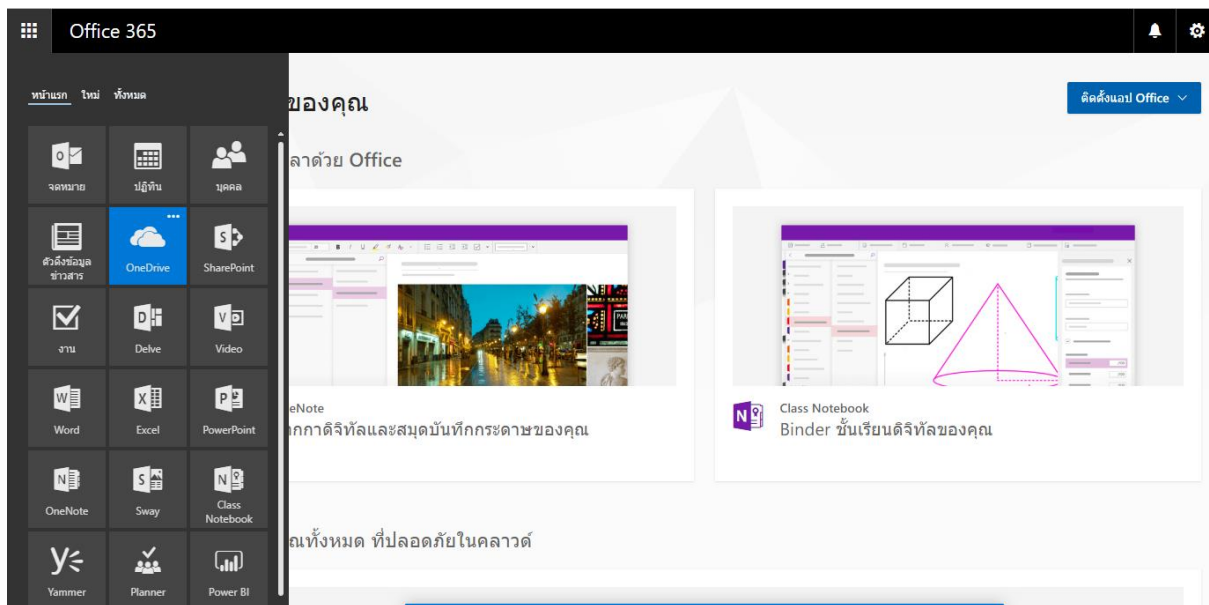 Office 365
หน้าแรก ใหม่ ทั้งหมด
จดหมาย ปฏิทิน บุคคล
ตัวดึงข้อมูล
ข่าวสาร
OneDrive SharePoint
งาน Delve Video
Word Excel PowerPoint
OneNote Sway Class
Notebook
Yammer Planner Power BI
ของคุณ
ติดตั้งแอป Office
ลาด้วย Office
eNote
ากกาดิจิทัลและสมุดบันทึกกระดาษของคุณ
Class Notebook
Binder ชั้นเรียนดิจิทัลของคุณ
ณทั้งหมด ที่ปลอดภัยในคลาวด์